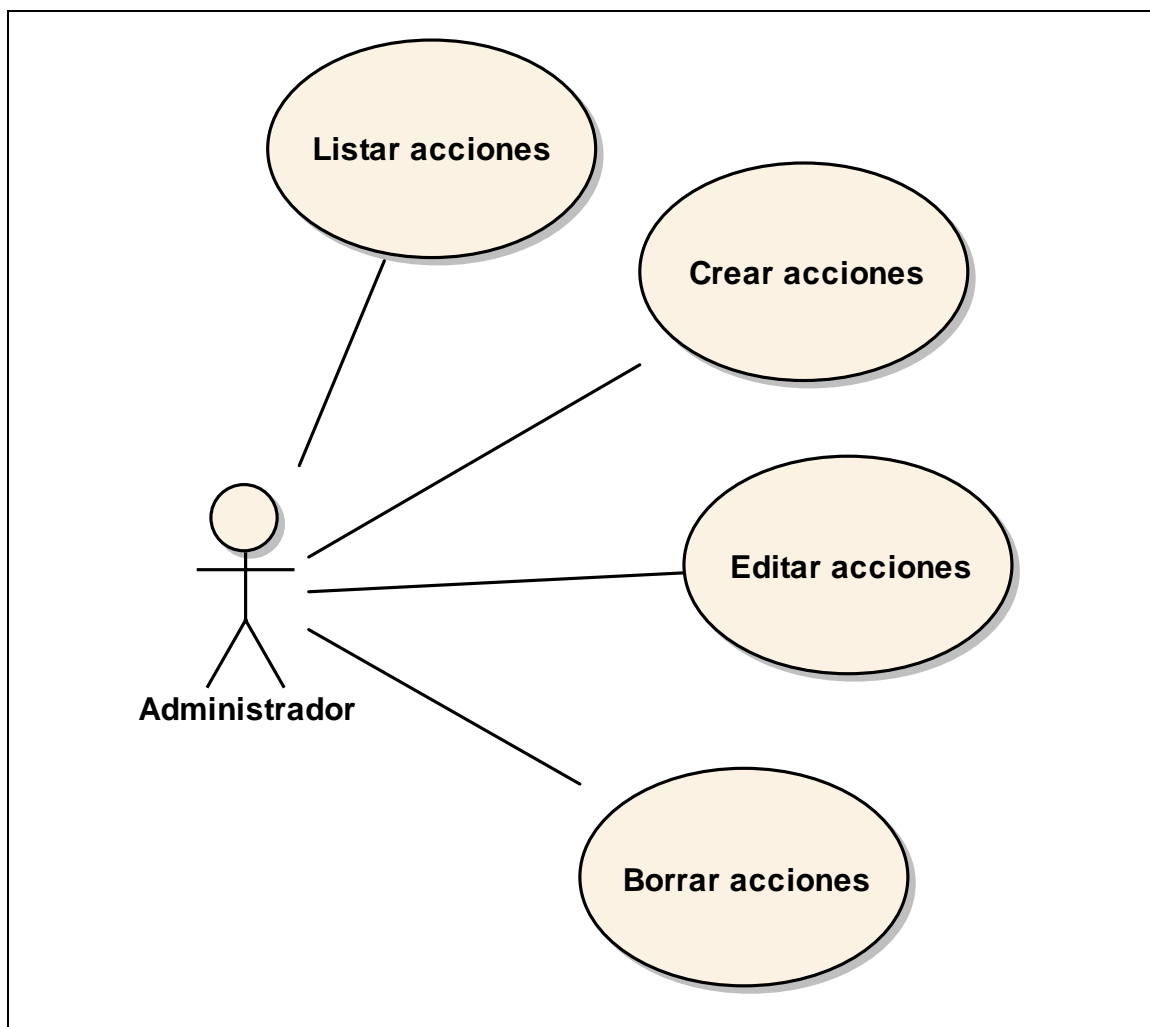 Listar acciones
Crear acciones
Editar acciones
Administrador
Borrar acciones